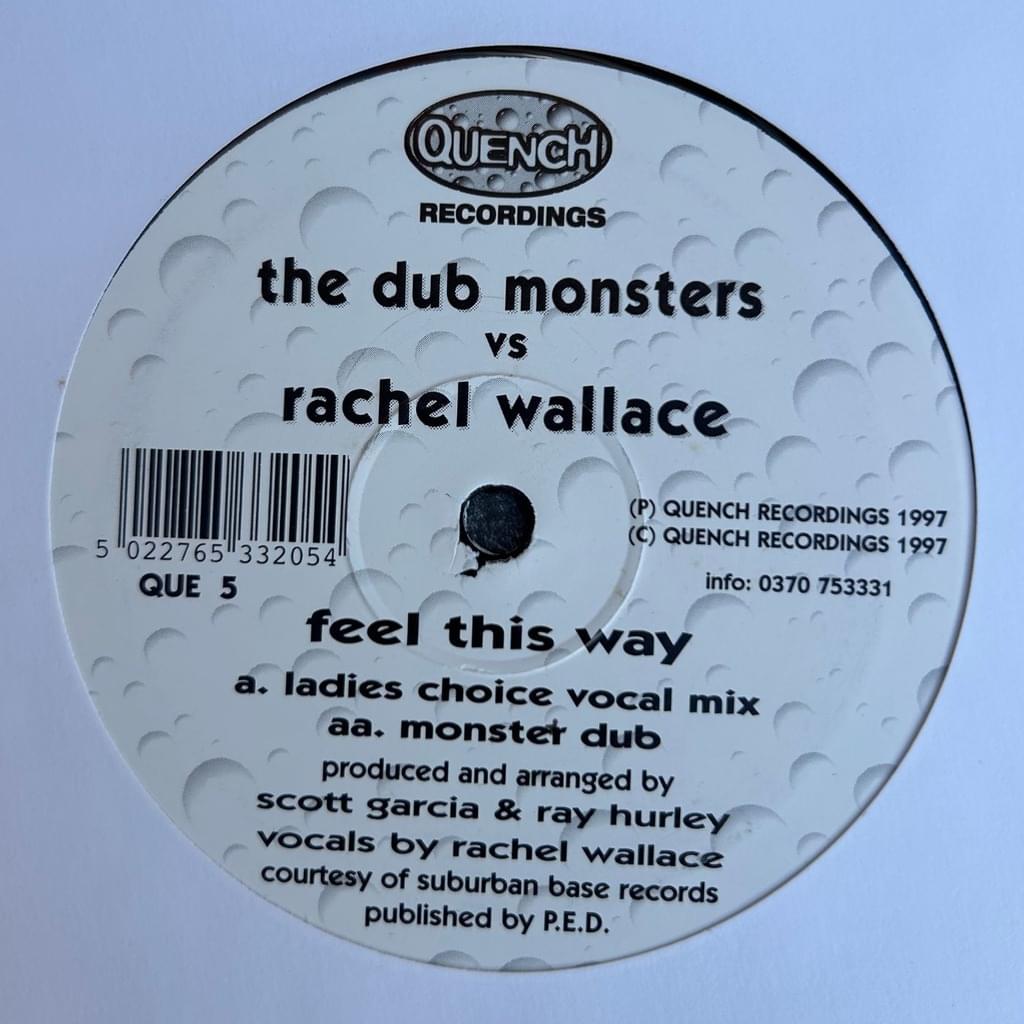 QUENCH
RECORDINGS
the dub monsters
vs
rachel wallace
5 022765 332054
QUE 5
(P) QUENCH RECORDINGS 1997
(C) QUENCH RECORDINGS 1997
info: 0370 753331
feel this way
a. ladies choice vocal mix
aa. monster dub
produced and arranged by
scott garcia & ray hurley
vocals by rachel wallace
courtesy of suburban base records
published by P.E.D.